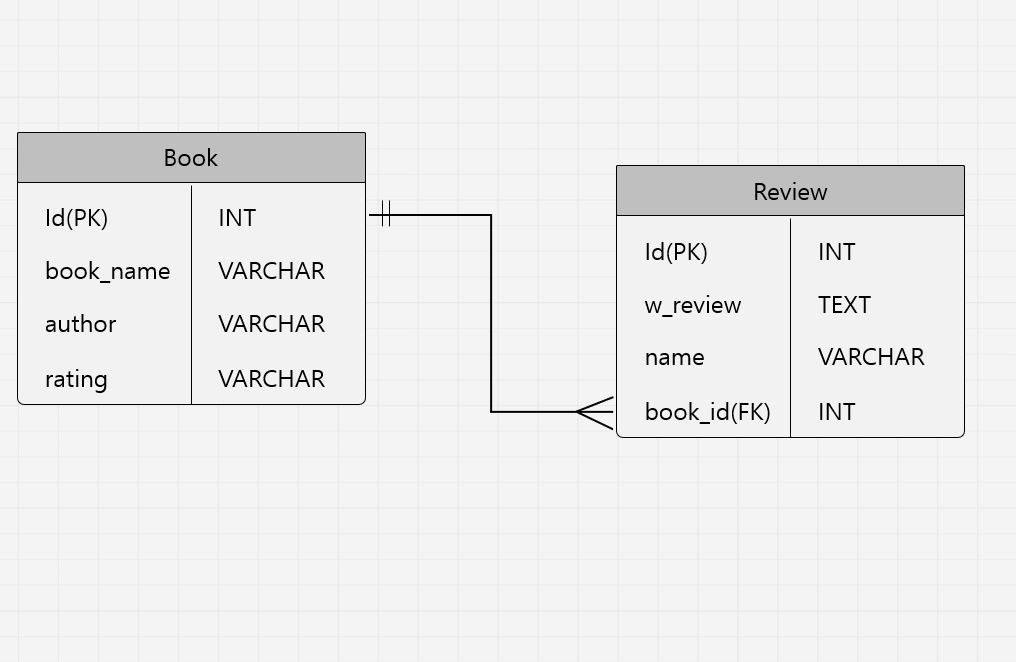 Book
Id(PK) INT
book_name VARCHAR
author VARCHAR
rating VARCHAR
Review
Id(PK) INT
w_review TEXT
name VARCHAR
book_id(FK) INT